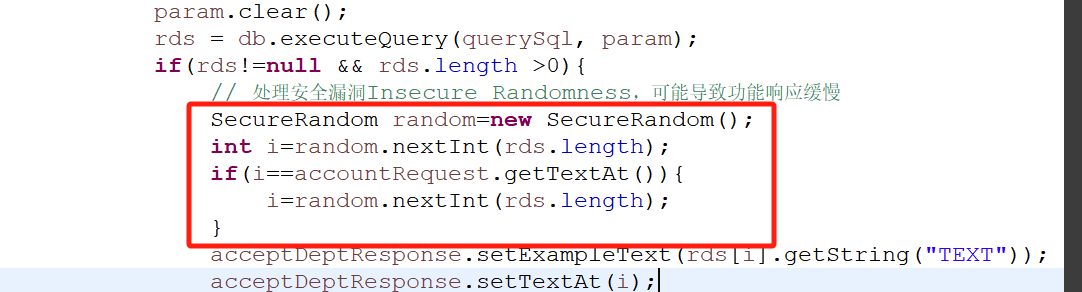 param.clear();
rds = db.executeQuery(querySql, param);
if(rds!=null && rds.length >0){
// 处理安全漏洞Insecure Randomness，可能导致功能响应缓慢
SecureRandom random=new SecureRandom();
int i=random.nextInt(rds.length);
if(i==accountRequest.getTextAt()){
i=random.nextInt(rds.length);
}
acceptDeptResponse.setExampleText(rds[i].getString("TEXT"));
acceptDeptResponse.setTextAt(i);